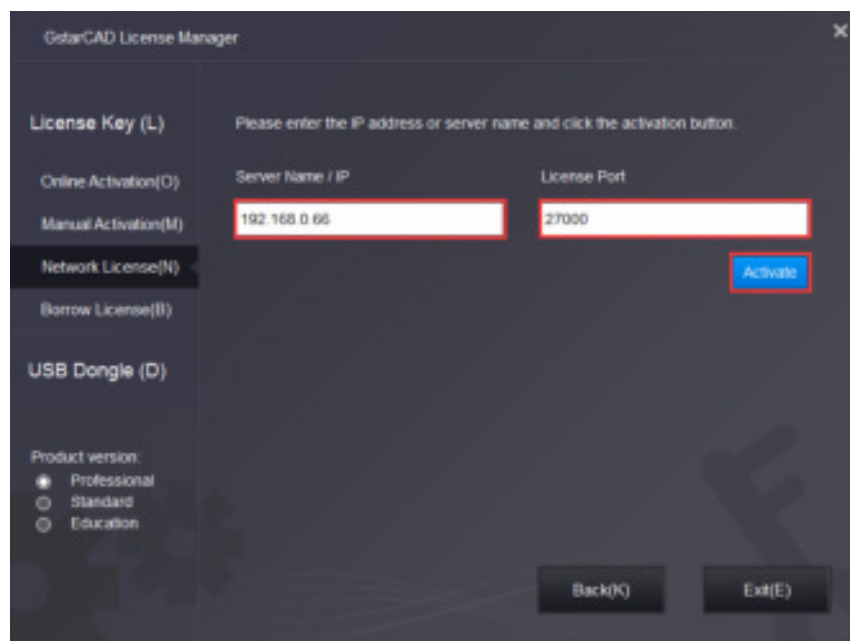 GstarCAD License Manager
License Key (L)
Please enter the IP address or server name and click the activation button.
Online Activation(O)
Server Name / IP
License Port
Manual Activation(M)
192.168.0.66
27000
Network License(N)
Activate
Borrow License(B)
USB Dongle (D)
Product version:
Professional
Standard
Education
Back(K)
Exit(E)